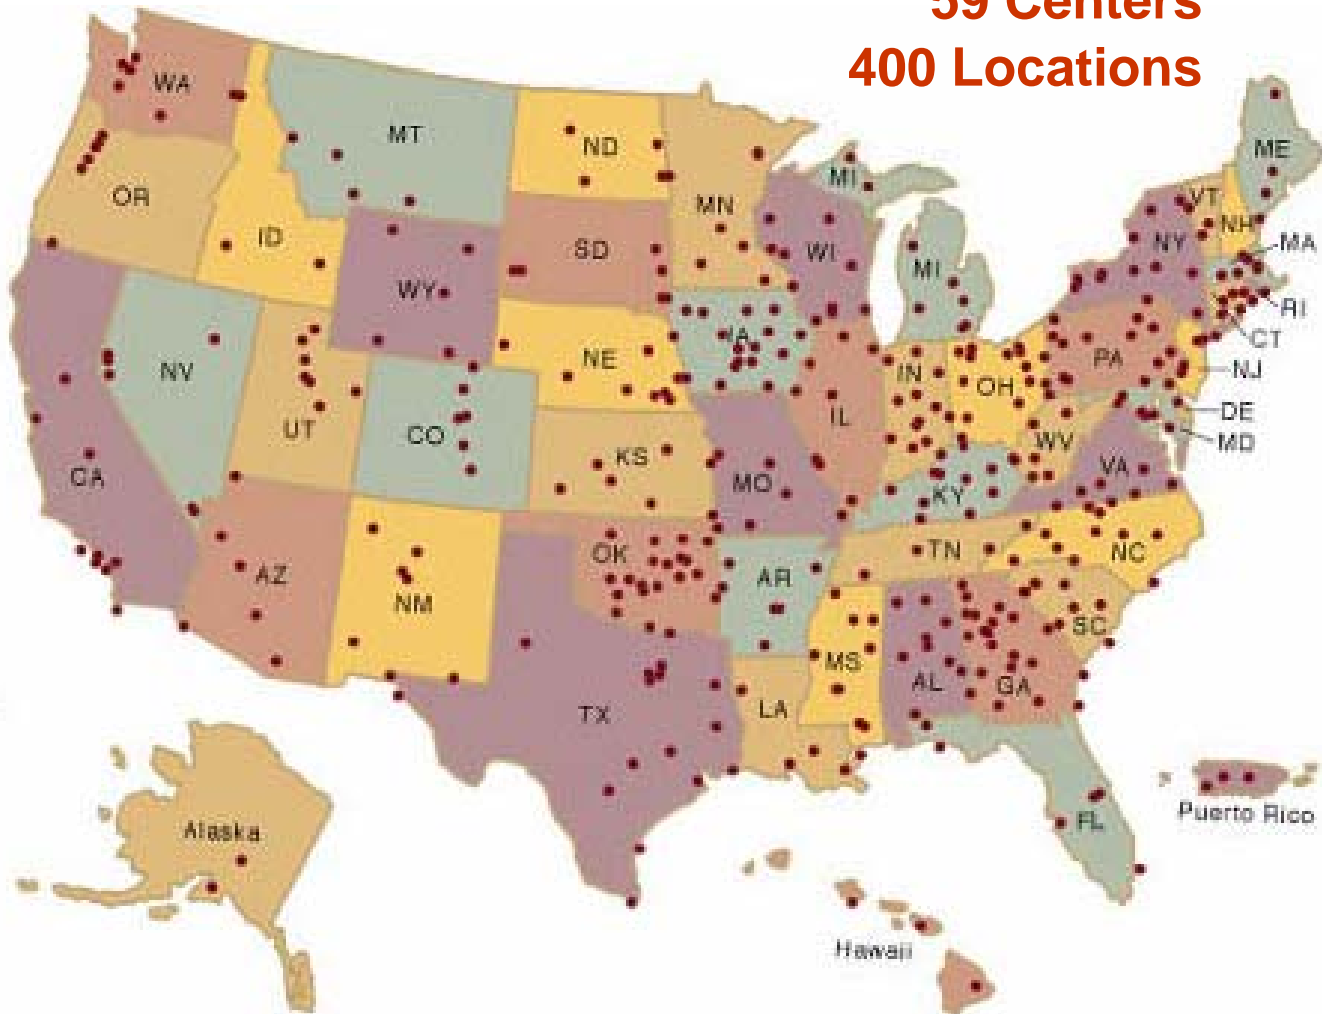 59 Centers
400 Locations
WA
MT
ND
MN
MI
ME
OR
ID
SD
WI
VT
NH
NY
MA
WY
MI
RI
CT
NV
UT
NE
IA
IN
OH
PA
NJ
CO
IL
WV
DE
MD
CA
KS
MO
KY
VA
AZ
NM
OK
AR
TN
NC
SC
MS
AL
GA
TX
LA
FL
Alaska
Puerto Rico
Hawaii